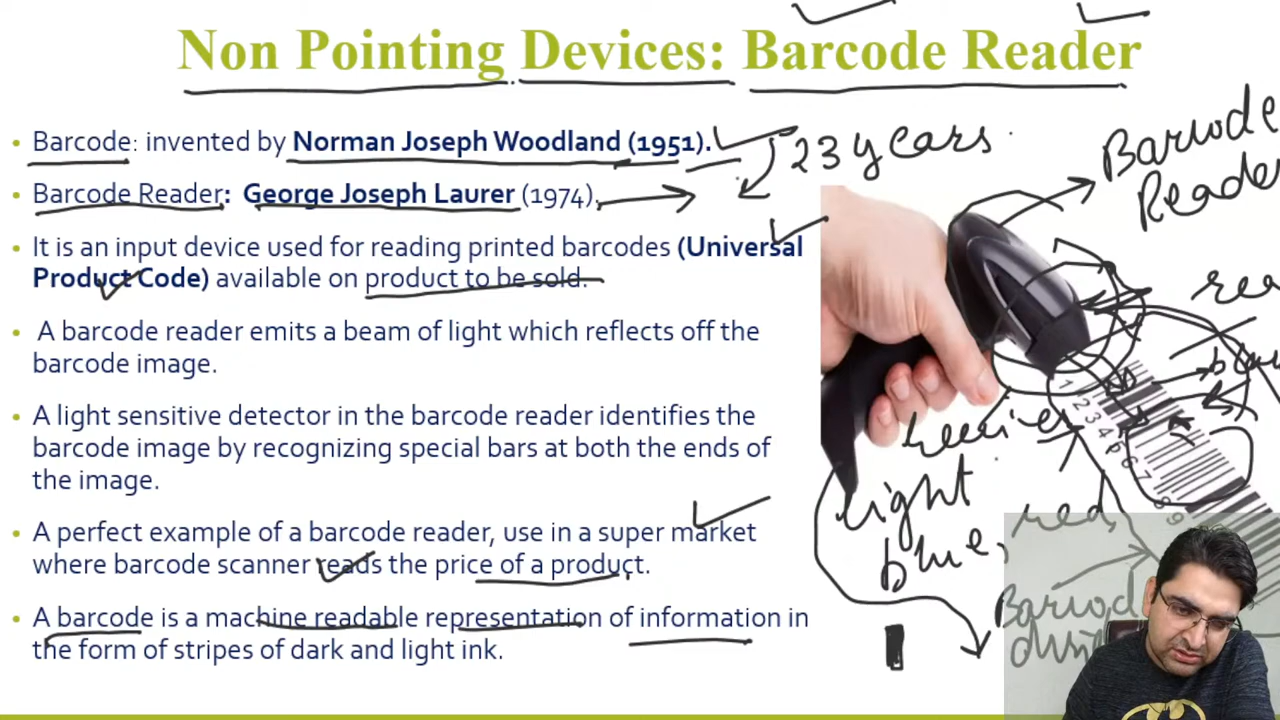 Non Pointing Devices: Barcode Reader
• Barcode: invented by Norman Joseph Woodland (1951).
23 years
Barcode
Reader
• Barcode Reader: George Joseph Laurer (1974).
• It is an input device used for reading printed barcodes (Universal
Product Code) available on product to be sold.
• A barcode reader emits a beam of light which reflects off the
barcode image.
• A light sensitive detector in the barcode reader identifies the
barcode image by recognizing special bars at both the ends of
the image.
light
blue, red
• A perfect example of a barcode reader, use in a super market
where barcode scanner reads the price of a product.
• A barcode is a machine readable representation of information in
the form of stripes of dark and light ink.